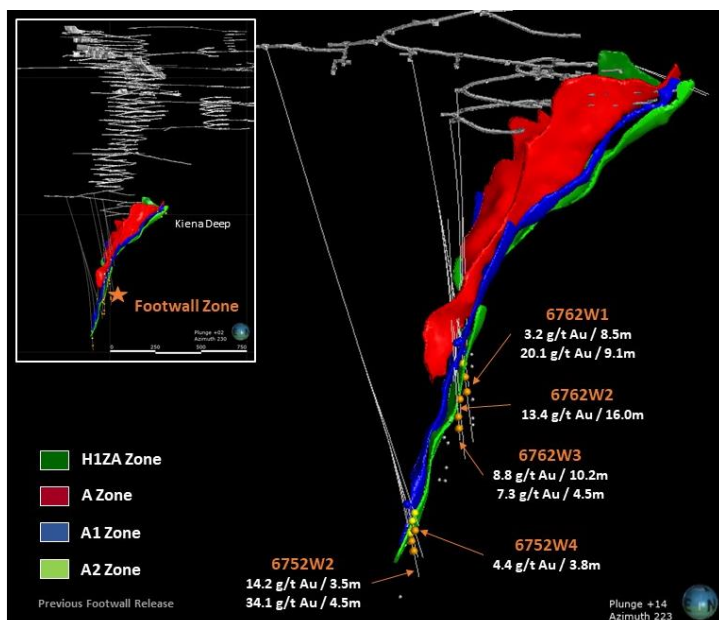 Kiena Deep
Footwall Zone
Plunge +02
Azimuth 230
0
250
500
750
6762W1
3.2 g/t Au / 8.5m
20.1 g/t Au / 9.1m
6762W2
13.4 g/t Au / 16.0m
6762W3
8.8 g/t Au / 10.2m
7.3 g/t Au / 4.5m
H1ZA Zone
A Zone
A1 Zone
A2 Zone
6752W2
14.2 g/t Au / 3.5m
34.1 g/t Au / 4.5m
6752W4
4.4 g/t Au / 3.8m
Previous Footwall Release
Plunge +14
Azimuth 223